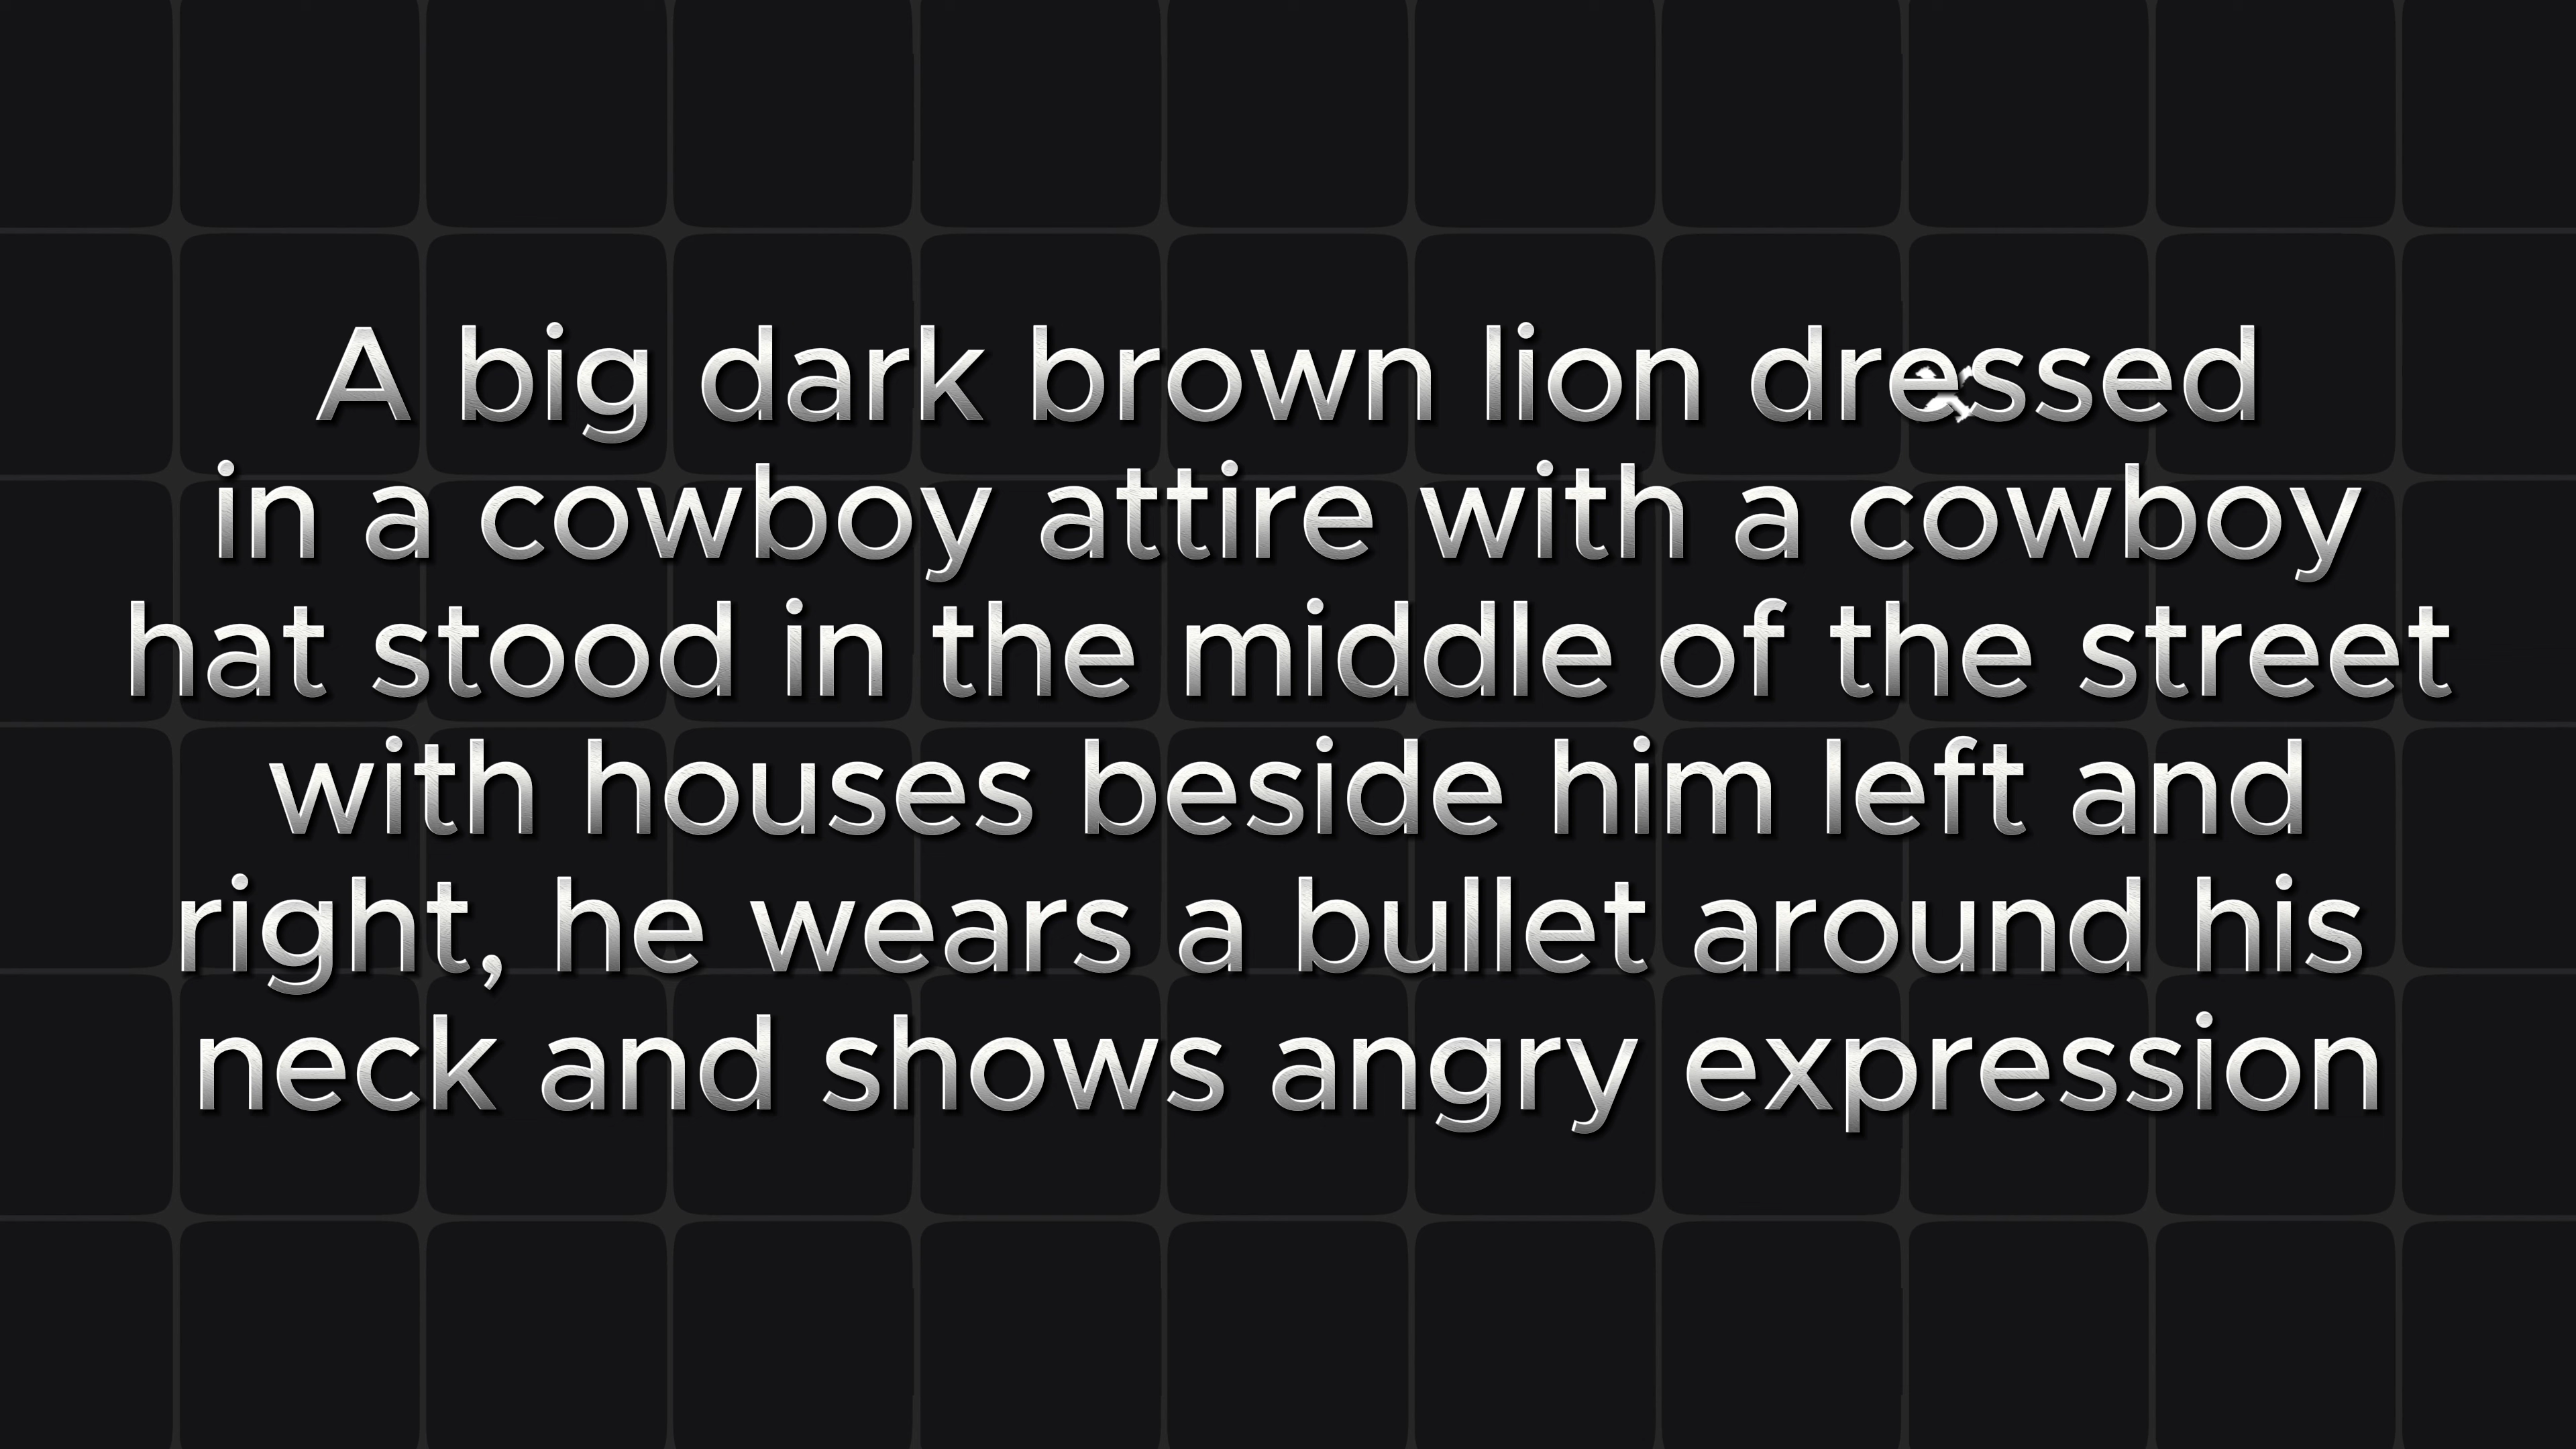 A big dark brown lion dressed
in a cowboy attire with a cowboy
hat stood in the middle of the street
with houses beside him left and
right, he wears a bullet around his
neck and shows angry expression